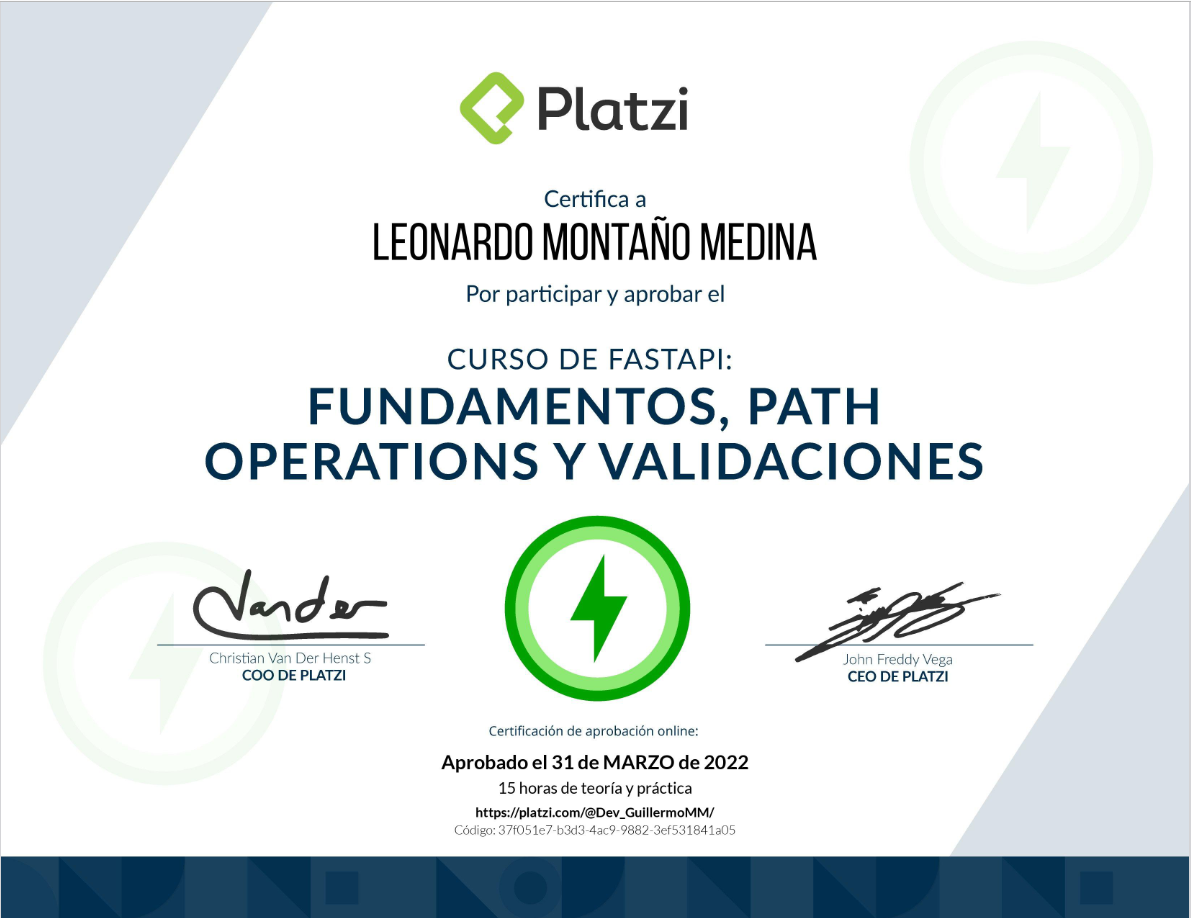 Platzi
Certifica a
LEONARDO MONTAÑO MEDINA
Por participar y aprobar el
CURSO DE FASTAPI:
FUNDAMENTOS, PATH
OPERATIONS Y VALIDACIONES
Vander
Christian Van Der Henst S
COO DE PLATZI
John Freddy Vega
CEO DE PLATZI
Certificación de aprobación online:
Aprobado el 31 de MARZO de 2022
15 horas de teoría y práctica
https://platzi.com/@Dev_GuillermoMM/
Código: 37f051e7-b3d3-4ac9-9882-3ef531841a05